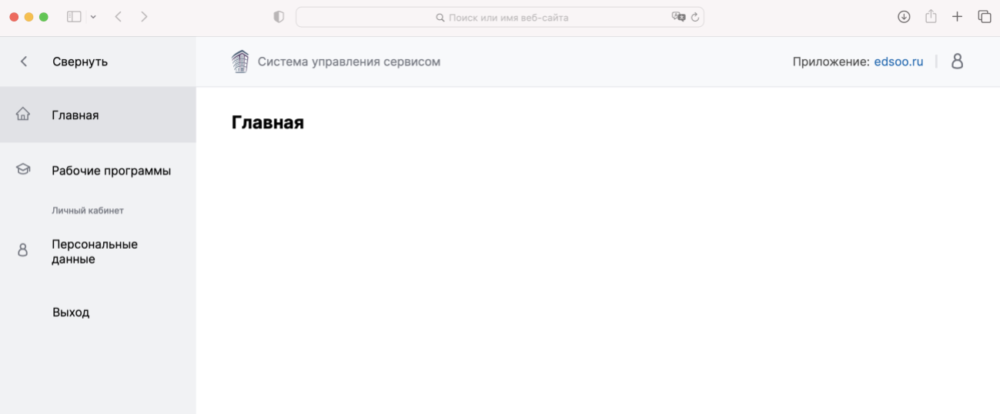 Поиск или имя веб-сайта
Свернуть
Система управления сервисом
Приложение: edsoo.ru
Главная
Главная
Рабочие программы
Личный кабинет
Персональные
данные
Выход